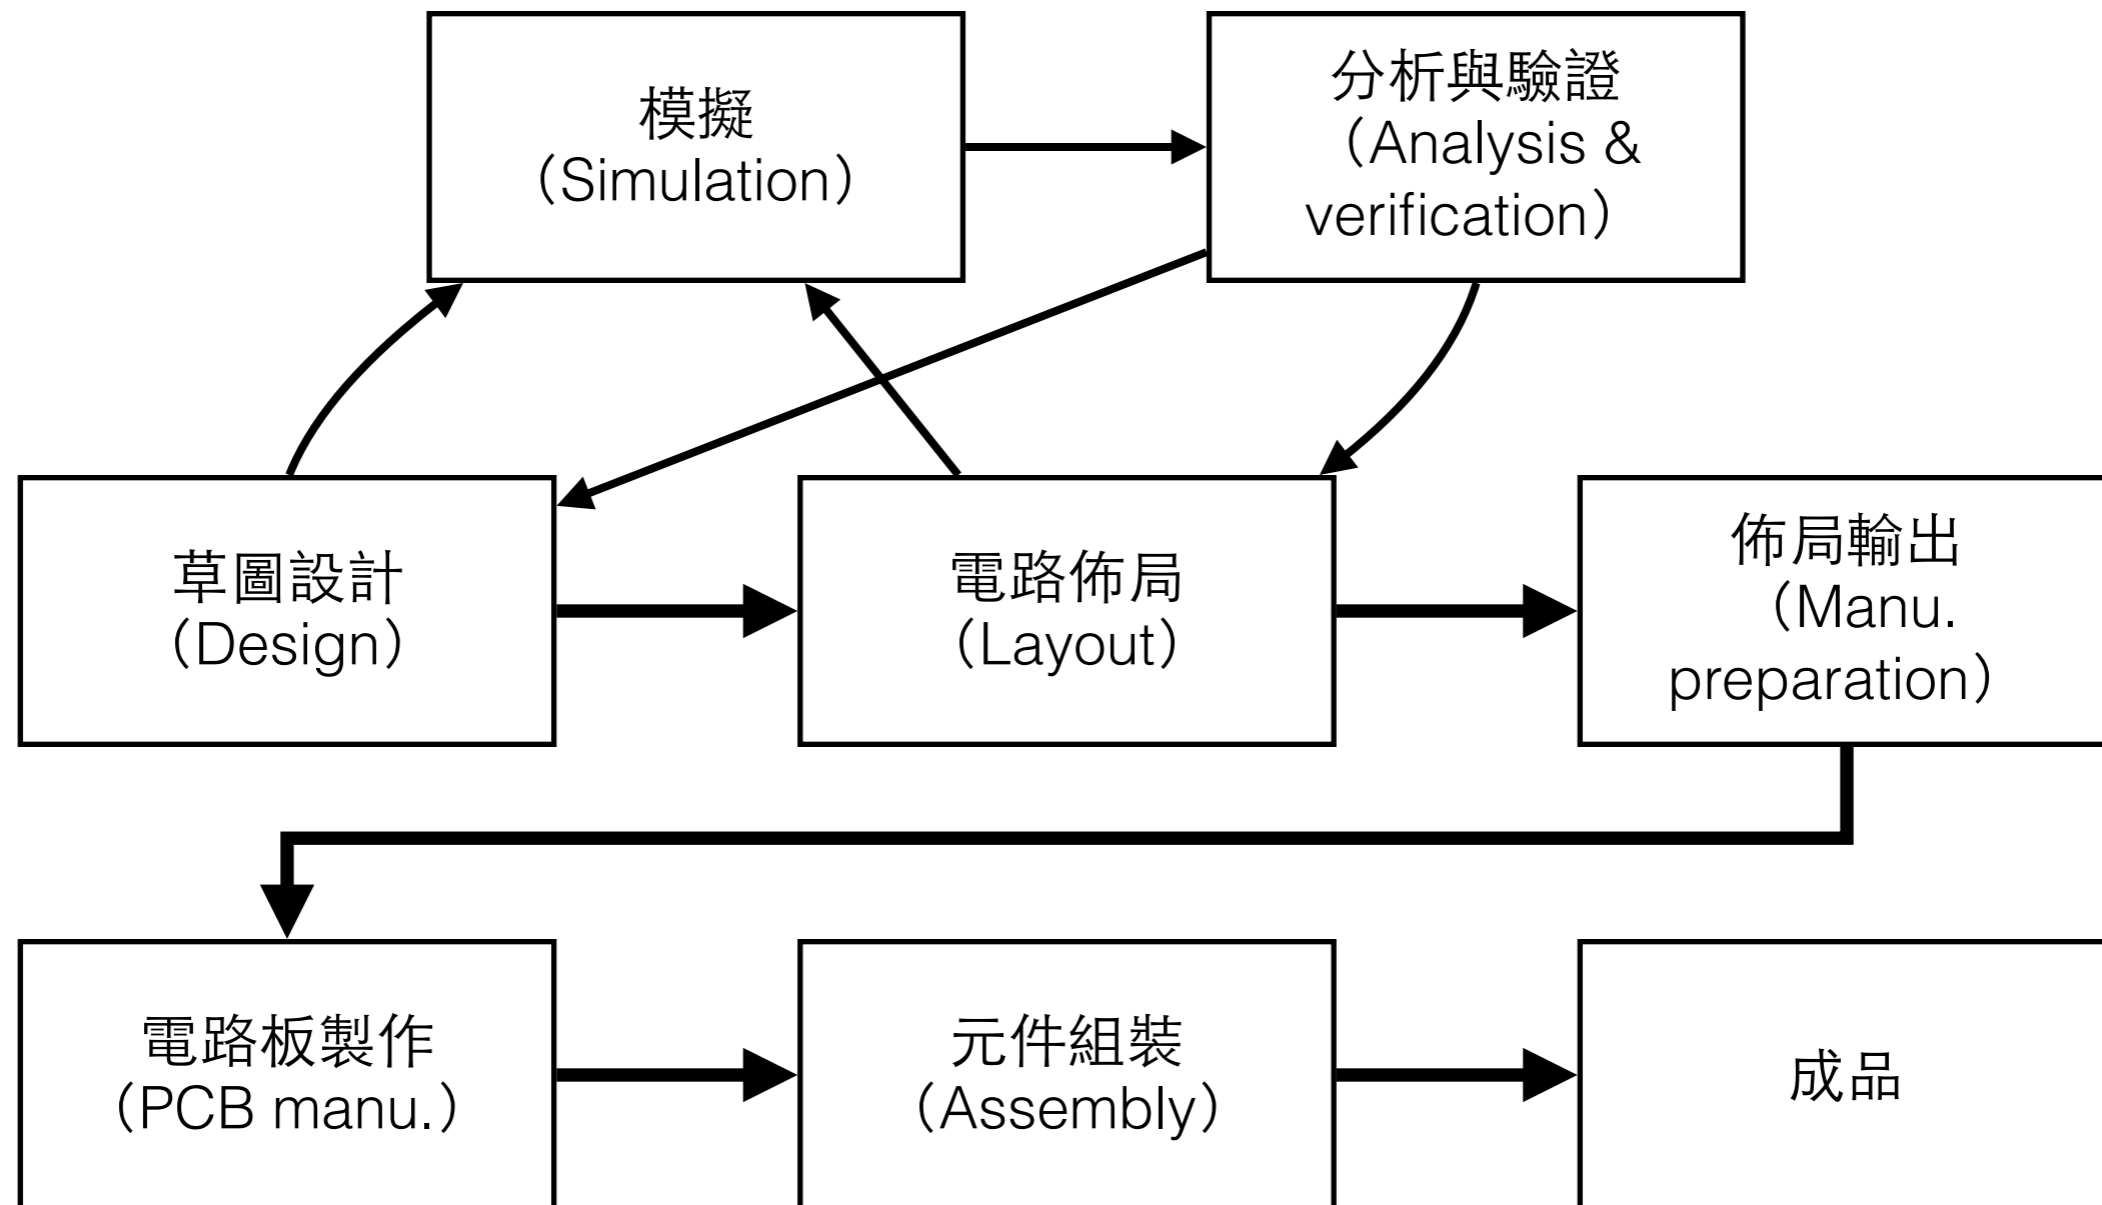 模擬
（Simulation）
分析與驗證
（Analysis &
verification）
草圖設計
（Design）
電路佈局
（Layout）
佈局輸出
（Manu.
preparation）
電路板製作
（PCB manu.）
元件組裝
（Assembly）
成品